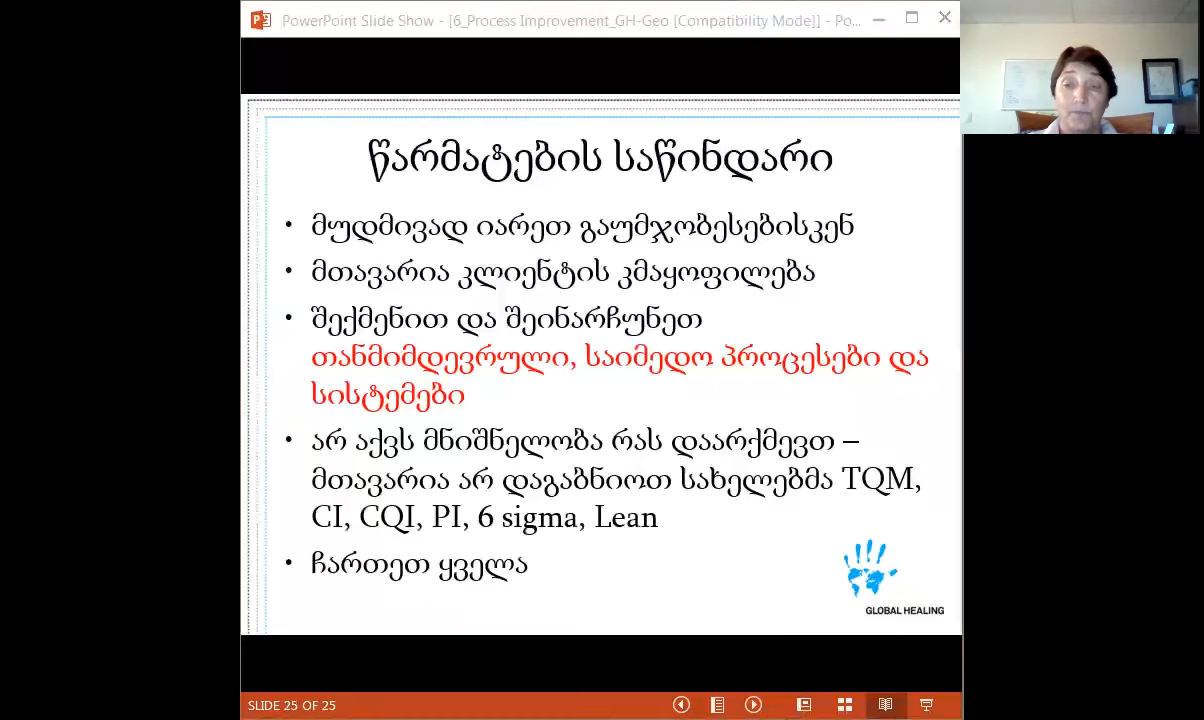 PowerPoint Slide Show - [6_Process Improvement_GH-Geo [Compatibility Mode]] - Po...
წარმატების საწინდარი
• მუდმივად იარეთ გაუმჯობესებისკენ
• მთავარია კლიენტის კმაყოფილება
• შექმენით და შეინარჩუნეთ
თანმიმდევრული, საიმედო პროცესები და
სისტემები
• არ აქვს მნიშნელობა რას დაარქმევთ –
მთავარია არ დაგაბნიოთ სახელებმა TQM,
CI, CQI, PI, 6 sigma, Lean
• ჩართეთ ყველა
GLOBAL HEALING
SLIDE 25 OF 25